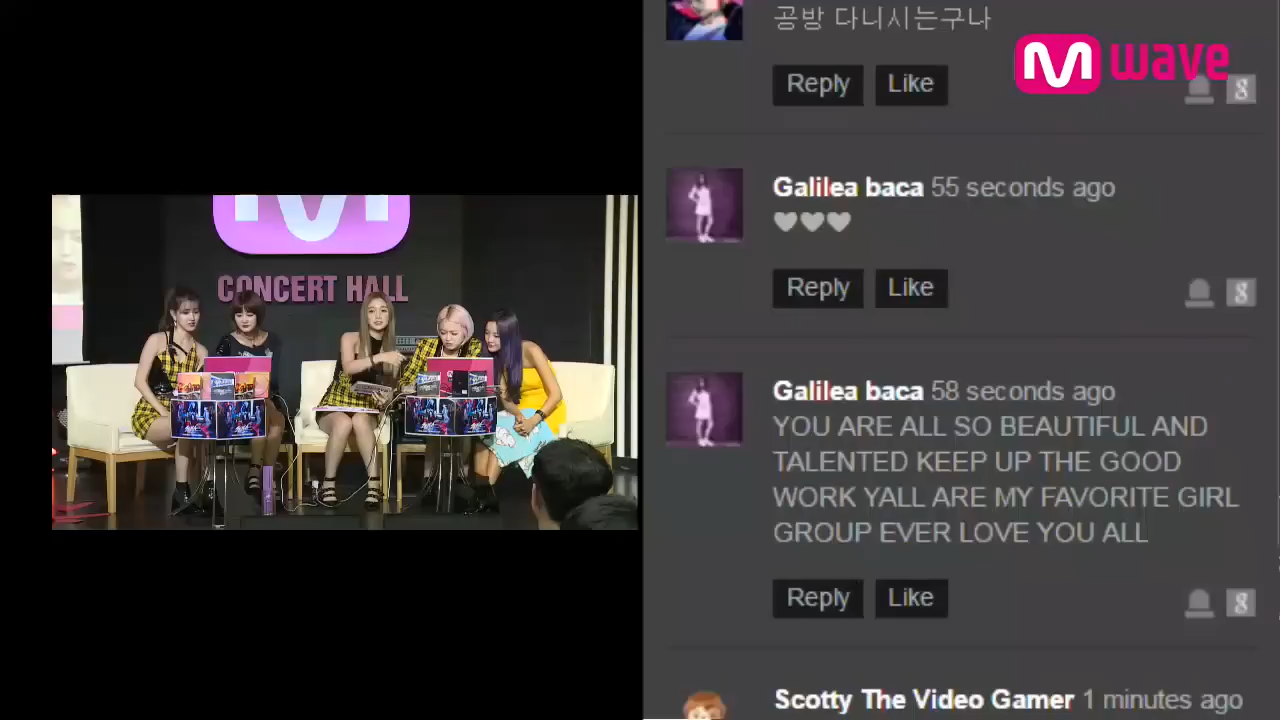 공방 다니시는구나
M wave
Reply Like
Galilea baca 55 seconds ago
♥♥♥
Reply Like
CONCERT HALL
Galilea baca 58 seconds ago
YOU ARE ALL SO BEAUTIFUL AND
TALENTED KEEP UP THE GOOD
WORK YALL ARE MY FAVORITE GIRL
GROUP EVER LOVE YOU ALL
Reply Like
Scotty The Video Gamer 1 minutes ago